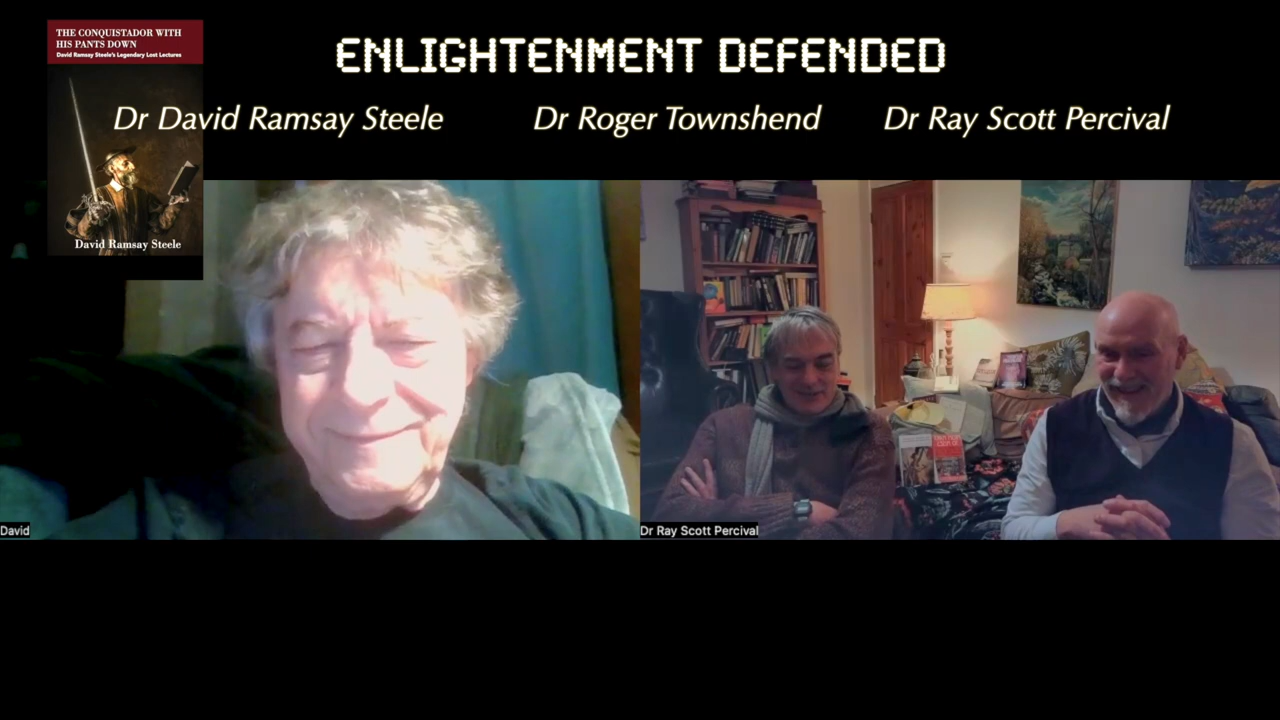 THE CONQUISTADOR WITH
HIS PANTS DOWN
David Ramsay Steele's Legendary Lost Lectures
David Ramsay Steele
ENLIGHTENMENT DEFENDED
Dr David Ramsay Steele
Dr Roger Townshend
Dr Ray Scott Percival
David
Dr Ray Scott Percival